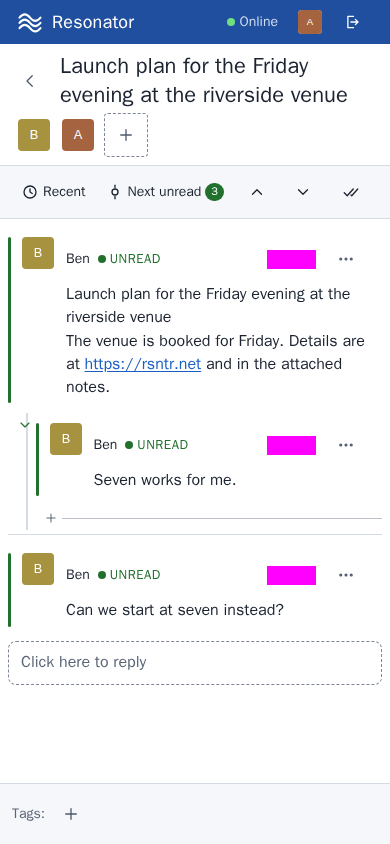 Resonator
Online
A
Launch plan for the Friday
evening at the riverside venue
B
A
Recent
Next unread 3
B
Ben
UNREAD
Launch plan for the Friday evening at the
riverside venue
The venue is booked for Friday. Details are
at https://rsntr.net and in the attached
notes.
B
Ben
UNREAD
Seven works for me.
B
Ben
UNREAD
Can we start at seven instead?
Click here to reply
Tags: